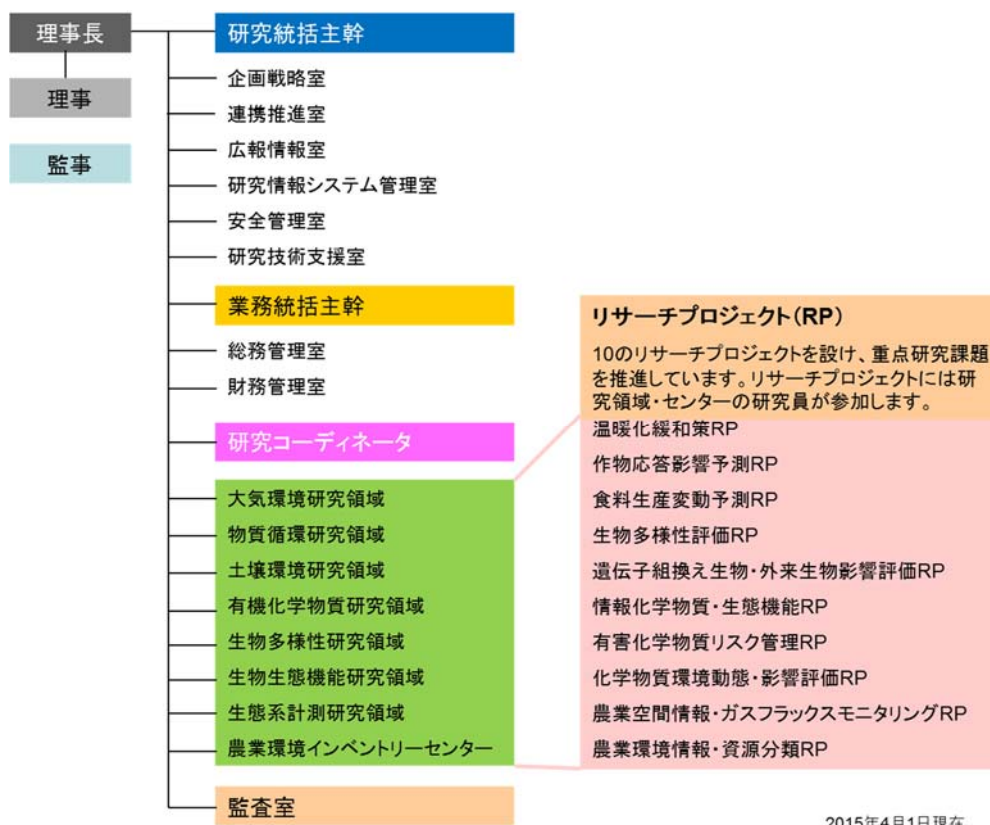 理事長
理事
監事
研究統括主幹
企画戦略室
連携推進室
広報情報室
研究情報システム管理室
安全管理室
研究技術支援室
業務統括主幹
総務管理室
財務管理室
研究コーディネータ
大気環境研究領域
物質循環研究領域
土壌環境研究領域
有機化学物質研究領域
生物多様性研究領域
生物生態機能研究領域
生態系計測研究領域
農業環境インベントリーセンター
監査室
リサーチプロジェクト(RP)
10のリサーチプロジェクトを設け、重点研究課題
を推進しています。リサーチプロジェクトには研
究領域・センターの研究員が参加します。
温暖化緩和策RP
作物応答影響予測RP
食料生産変動予測RP
生物多様性評価RP
遺伝子組換え生物・外来生物影響評価RP
情報化学物質・生態機能RP
有害化学物質リスク管理RP
化学物質環境動態・影響評価RP
農業空間情報・ガスフラックスモニタリングRP
農業環境情報・資源分類RP
2015年4月1日現在